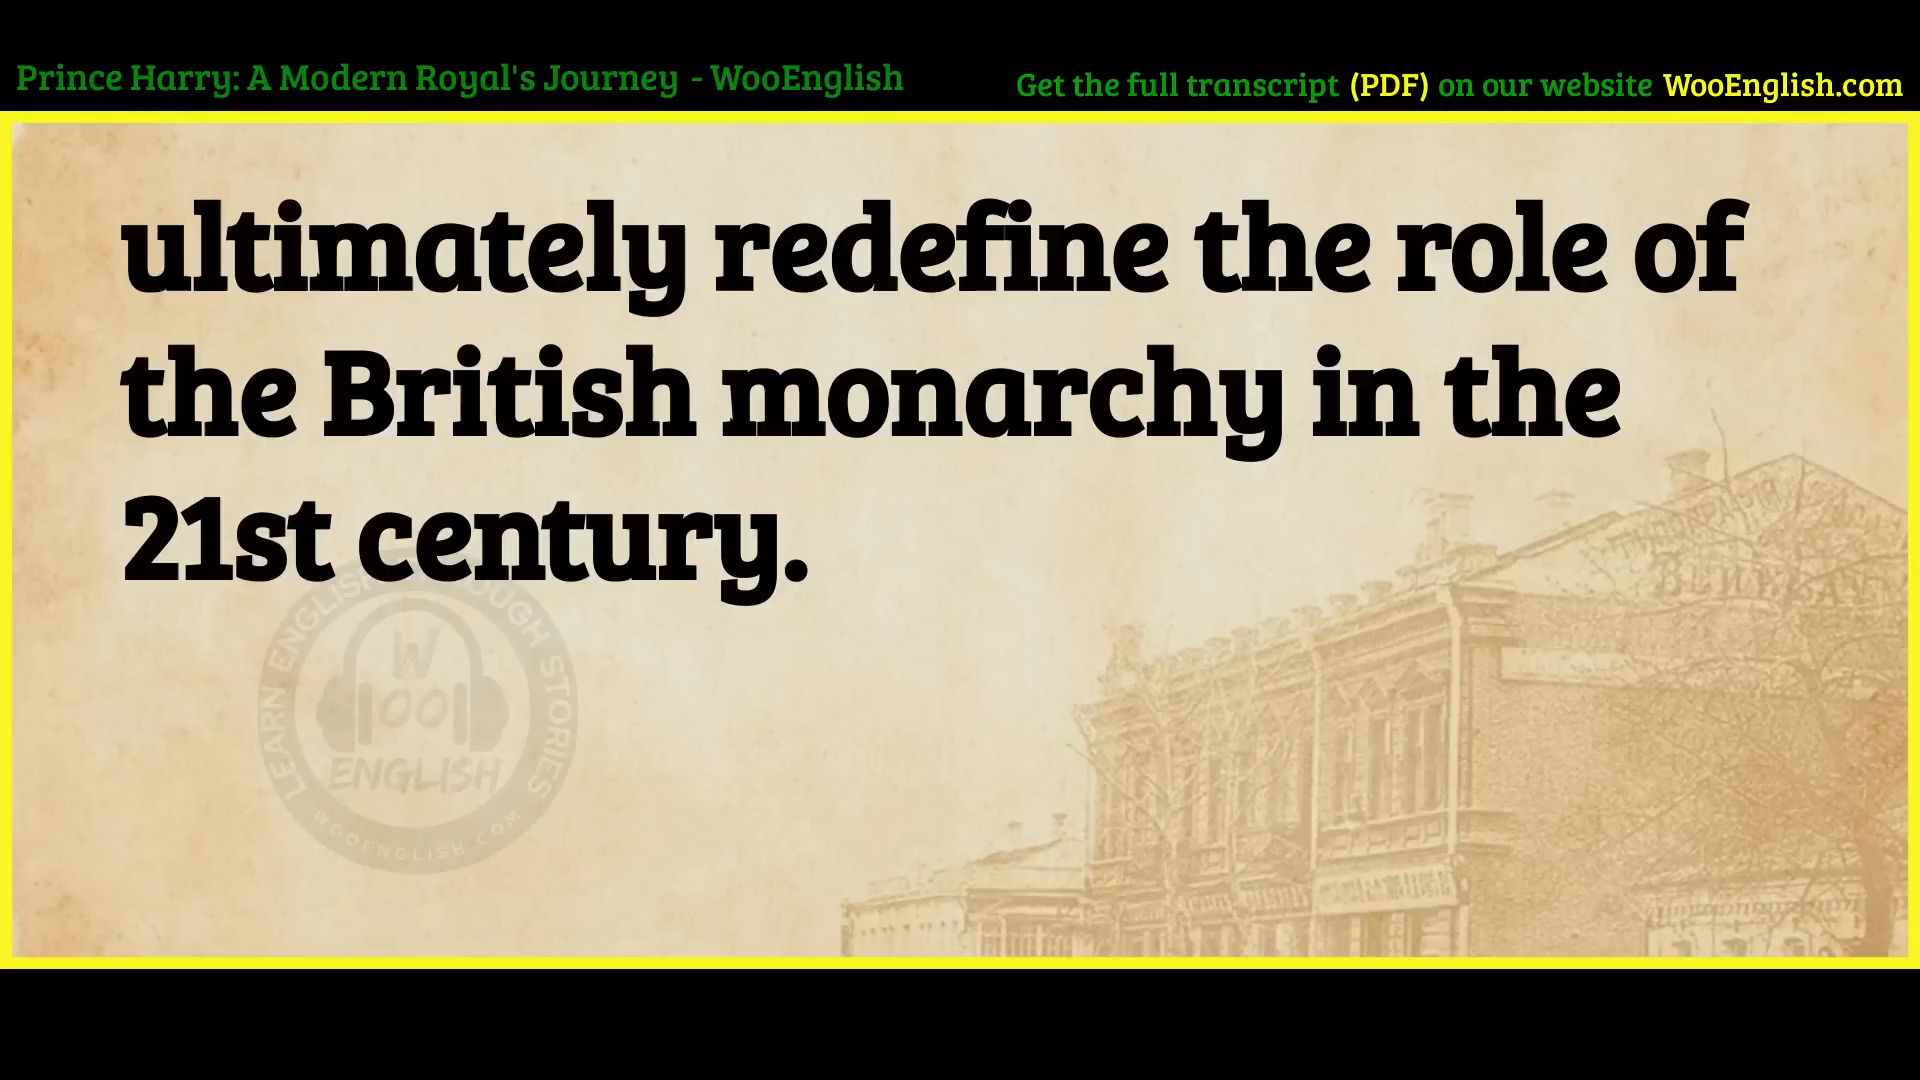 Prince Harry: A Modern Royal's Journey - WooEnglish
Get the full transcript (PDF) on our website WooEnglish.com
ultimately redefine the role of
the British monarchy in the
21st century.
LEARN ENGLISH THROUGH STORIES
W
OO
ENGLISH
WOOENGLISH.COM